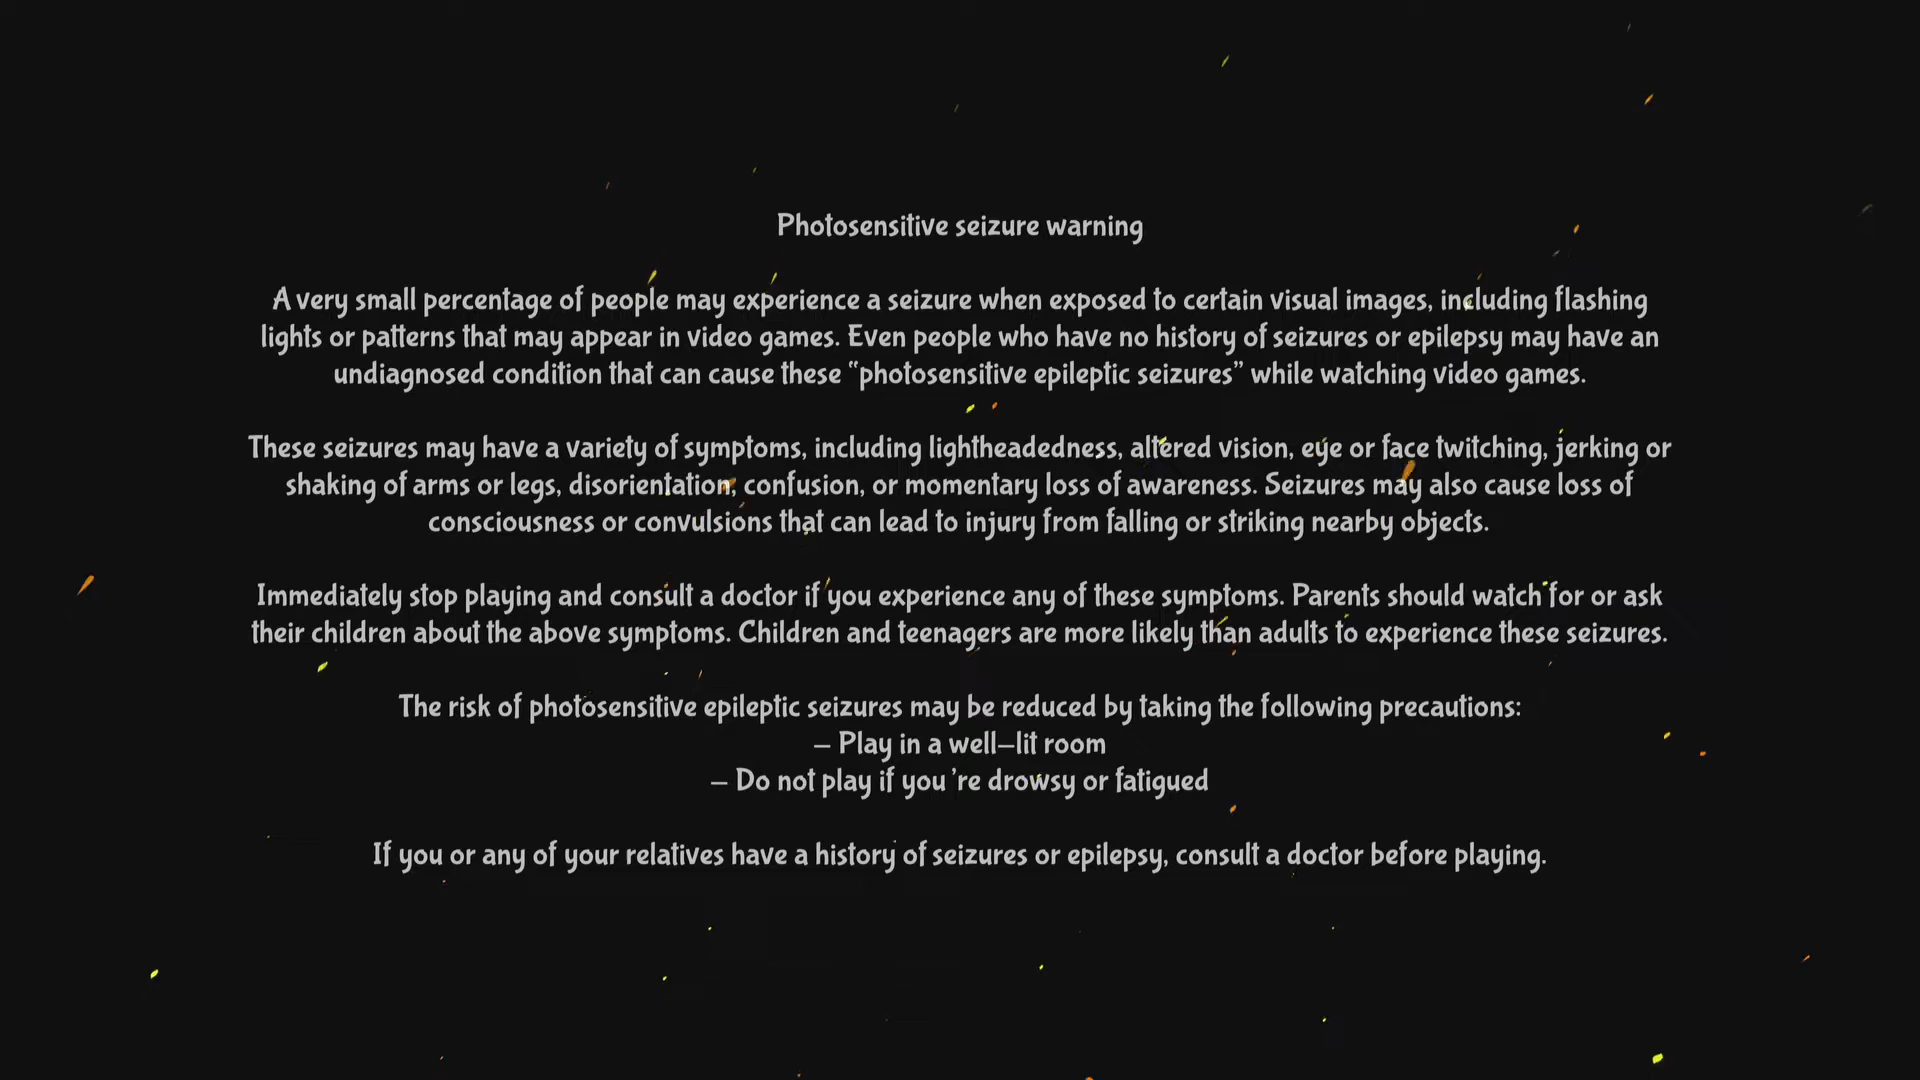 Photosensitive seizure warning
A very small percentage of people may experience a seizure when exposed to certain visual images, including flashing
lights or patterns that may appear in video games. Even people who have no history of seizures or epilepsy may have an
undiagnosed condition that can cause these “photosensitive epileptic seizures” while watching video games.
These seizures may have a variety of symptoms, including lightheadedness, altered vision, eye or face twitching, jerking or
shaking of arms or legs, disorientation, confusion, or momentary loss of awareness. Seizures may also cause loss of
consciousness or convulsions that can lead to injury from falling or striking nearby objects.
Immediately stop playing and consult a doctor if you experience any of these symptoms. Parents should watch for or ask
their children about the above symptoms. Children and teenagers are more likely than adults to experience these seizures.
The risk of photosensitive epileptic seizures may be reduced by taking the following precautions:
– Play in a well–lit room
– Do not play if you ’re drowsy or fatigued
If you or any of your relatives have a history of seizures or epilepsy, consult a doctor before playing.